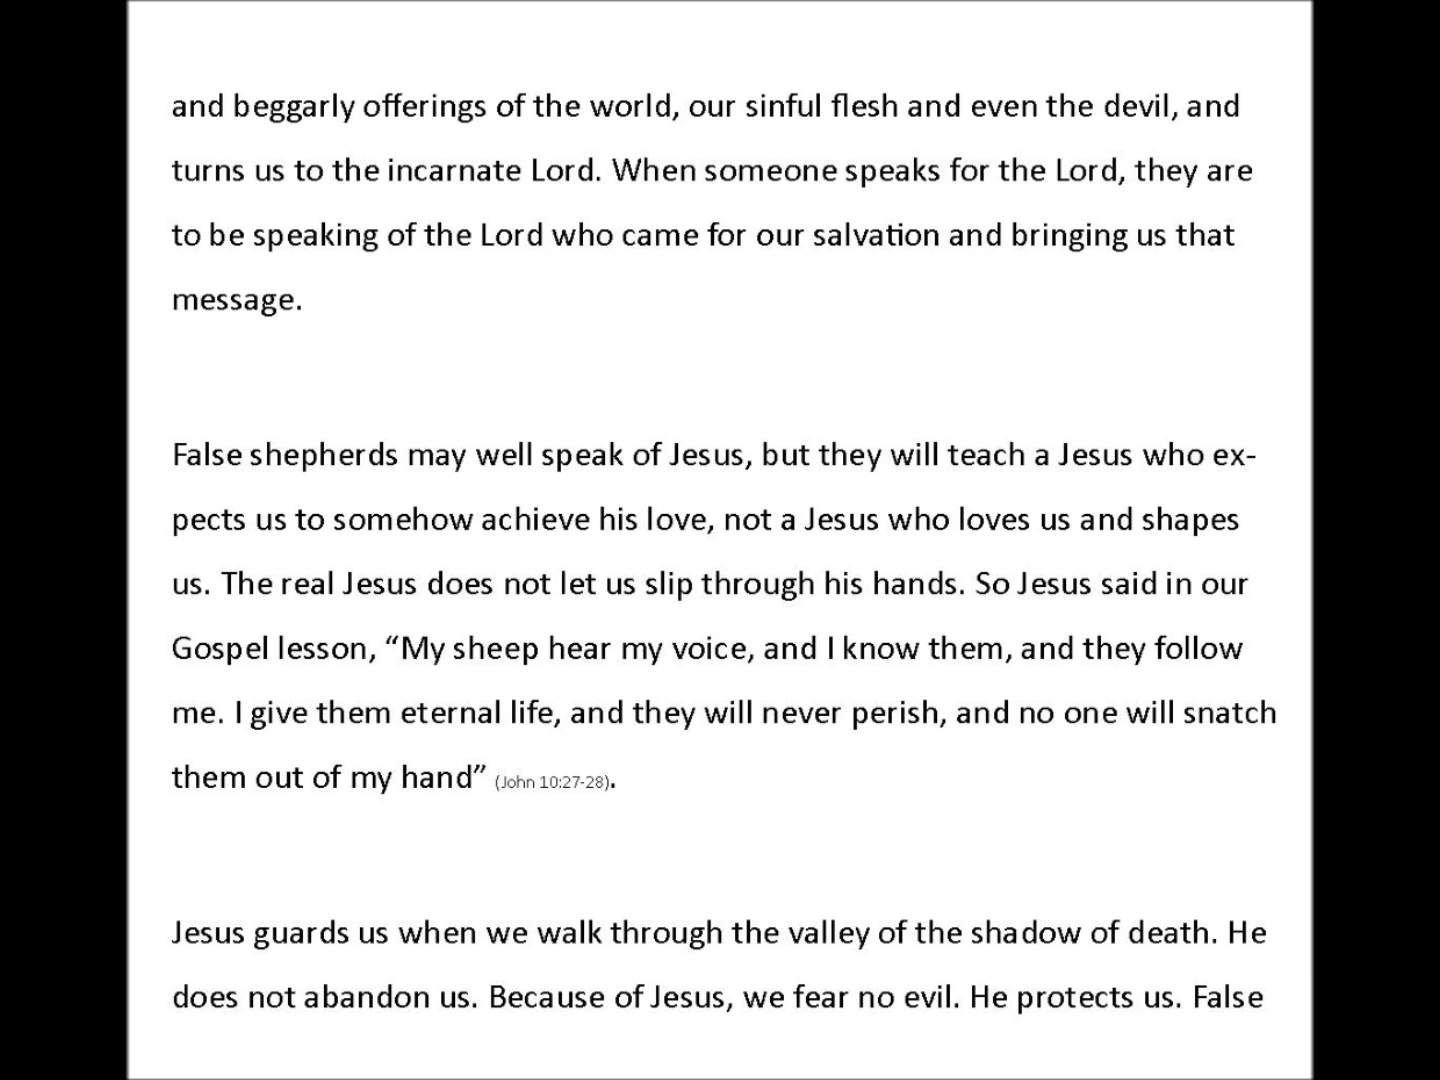 and beggarly offerings of the world, our sinful flesh and even the devil, and
turns us to the incarnate Lord. When someone speaks for the Lord, they are
to be speaking of the Lord who came for our salvation and bringing us that
message.
False shepherds may well speak of Jesus, but they will teach a Jesus who ex-
pects us to somehow achieve his love, not a Jesus who loves us and shapes
us. The real Jesus does not let us slip through his hands. So Jesus said in our
Gospel lesson, “My sheep hear my voice, and I know them, and they follow
me. I give them eternal life, and they will never perish, and no one will snatch
them out of my hand” (John 10:27-28).
Jesus guards us when we walk through the valley of the shadow of death. He
does not abandon us. Because of Jesus, we fear no evil. He protects us. False